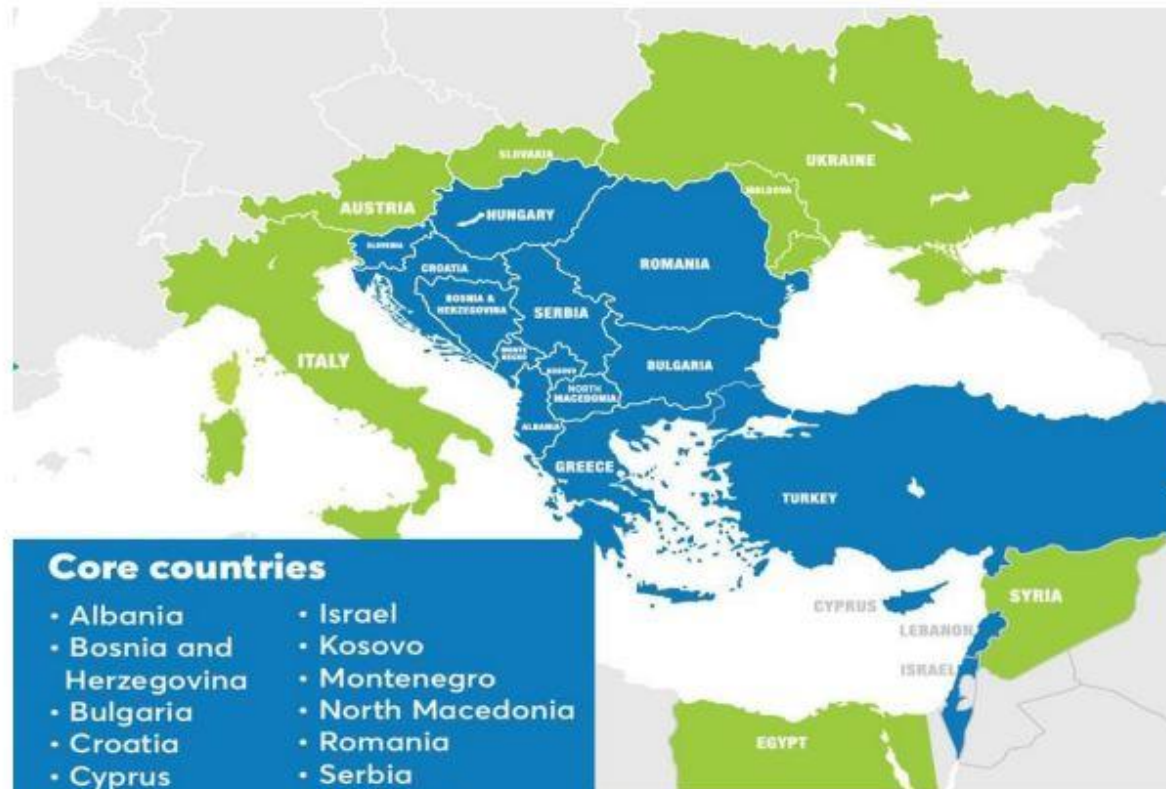 SLOVAKIA
UKRAINE
MOLDOVA
AUSTRIA
HUNGARY
SLOVENIA
CROATIA
ROMANIA
BOSNIA &
HERZEGOVINA
SERBIA
ITALY
MONTE
NEGRO
KOSOVO
BULGARIA
NORTH
MACEDONIA
ALBANIA
GREECE
TURKEY
CYPRUS
SYRIA
LEBANON
ISRAEL
EGYPT
Core countries
• Albania
• Bosnia and
Herzegovina
• Bulgaria
• Croatia
• Cyprus
• Israel
• Kosovo
• Montenegro
• North Macedonia
• Romania
• Serbia